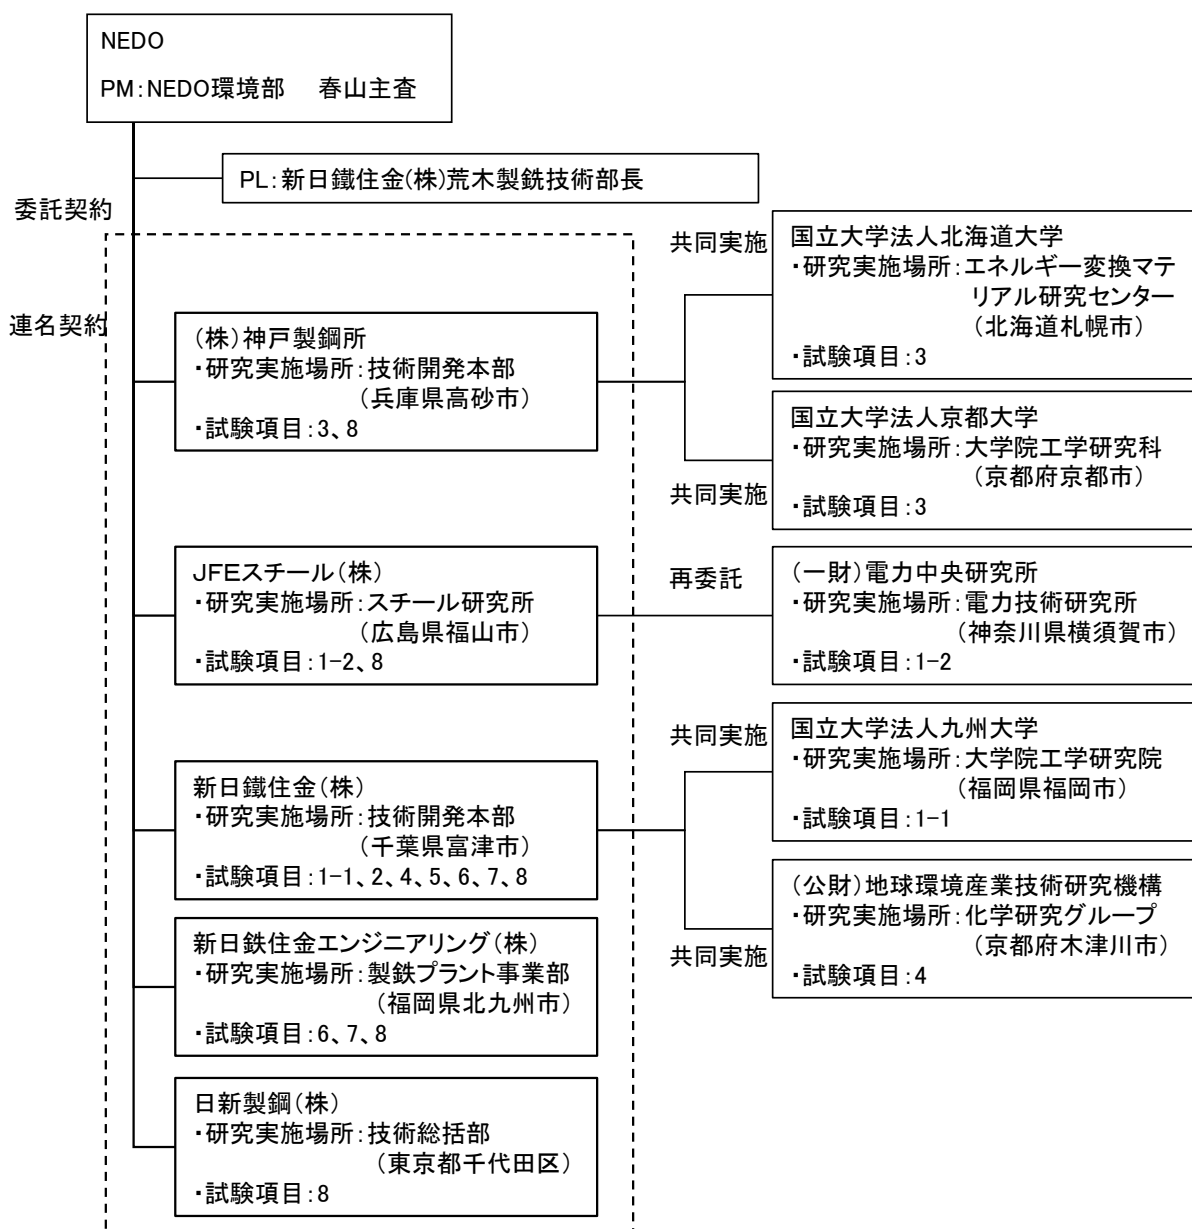 NEDO
PM:NEDO環境部　春山主査
PL:新日鐵住金(株)荒木製銑技術部長
委託契約
連名契約
(株)神戸製鋼所
・研究実施場所:技術開発本部
(兵庫県高砂市)
・試験項目:3、8
共同実施
国立大学法人北海道大学
・研究実施場所:エネルギー変換マテ
リアル研究センター
(北海道札幌市)
・試験項目:3
共同実施
国立大学法人京都大学
・研究実施場所:大学院工学研究科
(京都府京都市)
・試験項目:3
JFEスチール(株)
・研究実施場所:スチール研究所
(広島県福山市)
・試験項目:1-2、8
再委託
(一財)電力中央研究所
・研究実施場所:電力技術研究所
(神奈川県横須賀市)
・試験項目:1-2
新日鐵住金(株)
・研究実施場所:技術開発本部
(千葉県富津市)
・試験項目:1-1、2、4、5、6、7、8
共同実施
国立大学法人九州大学
・研究実施場所:大学院工学研究院
(福岡県福岡市)
・試験項目:1-1
共同実施
(公財)地球環境産業技術研究機構
・研究実施場所:化学研究グループ
(京都府木津川市)
・試験項目:4
新日鉄住金エンジニアリング(株)
・研究実施場所:製鉄プラント事業部
(福岡県北九州市)
・試験項目:6、7、8
日新製鋼(株)
・研究実施場所:技術総括部
(東京都千代田区)
・試験項目:8